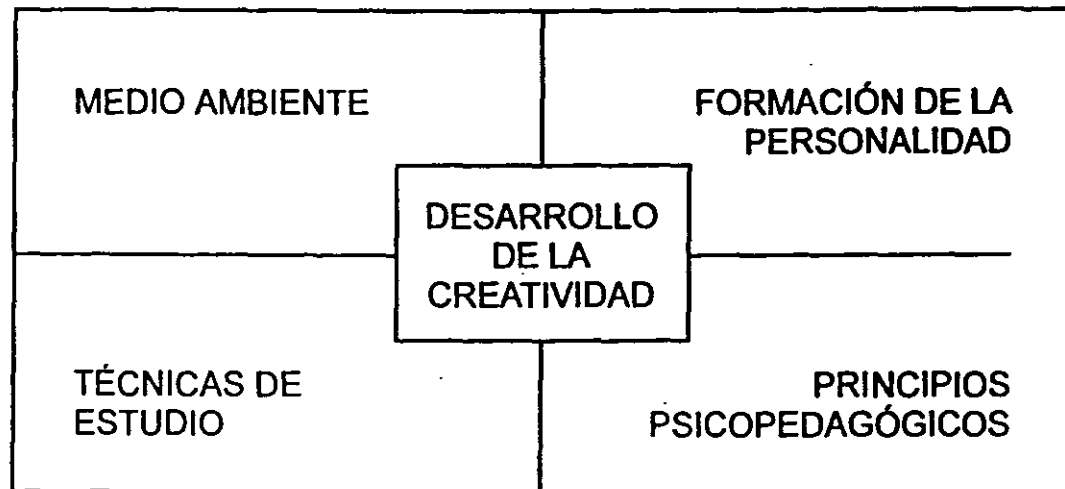 MEDIO AMBIENTE
FORMACIÓN DE LA
PERSONALIDAD
DESARROLLO
DE LA
CREATIVIDAD
TÉCNICAS DE
ESTUDIO
PRINCIPIOS
PSICOPEDAGÓGICOS